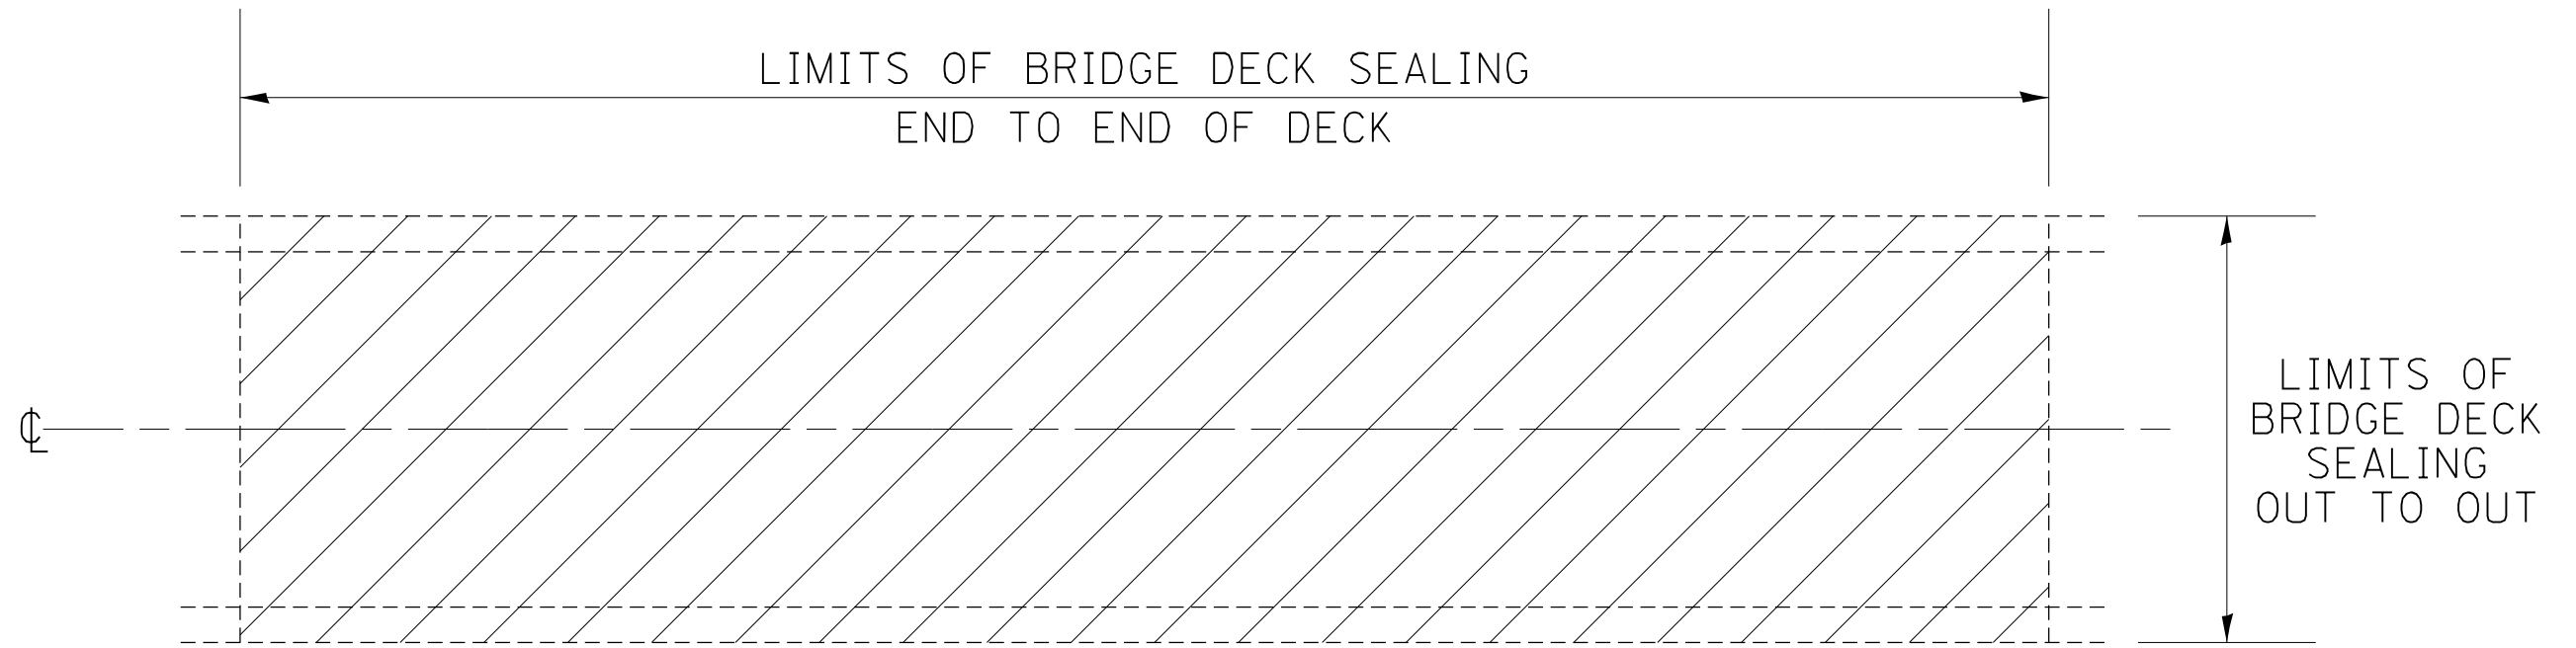 LIMITS OF BRIDGE DECK SEALING
END TO END OF DECK
℄
LIMITS OF
BRIDGE DECK
SEALING
OUT TO OUT